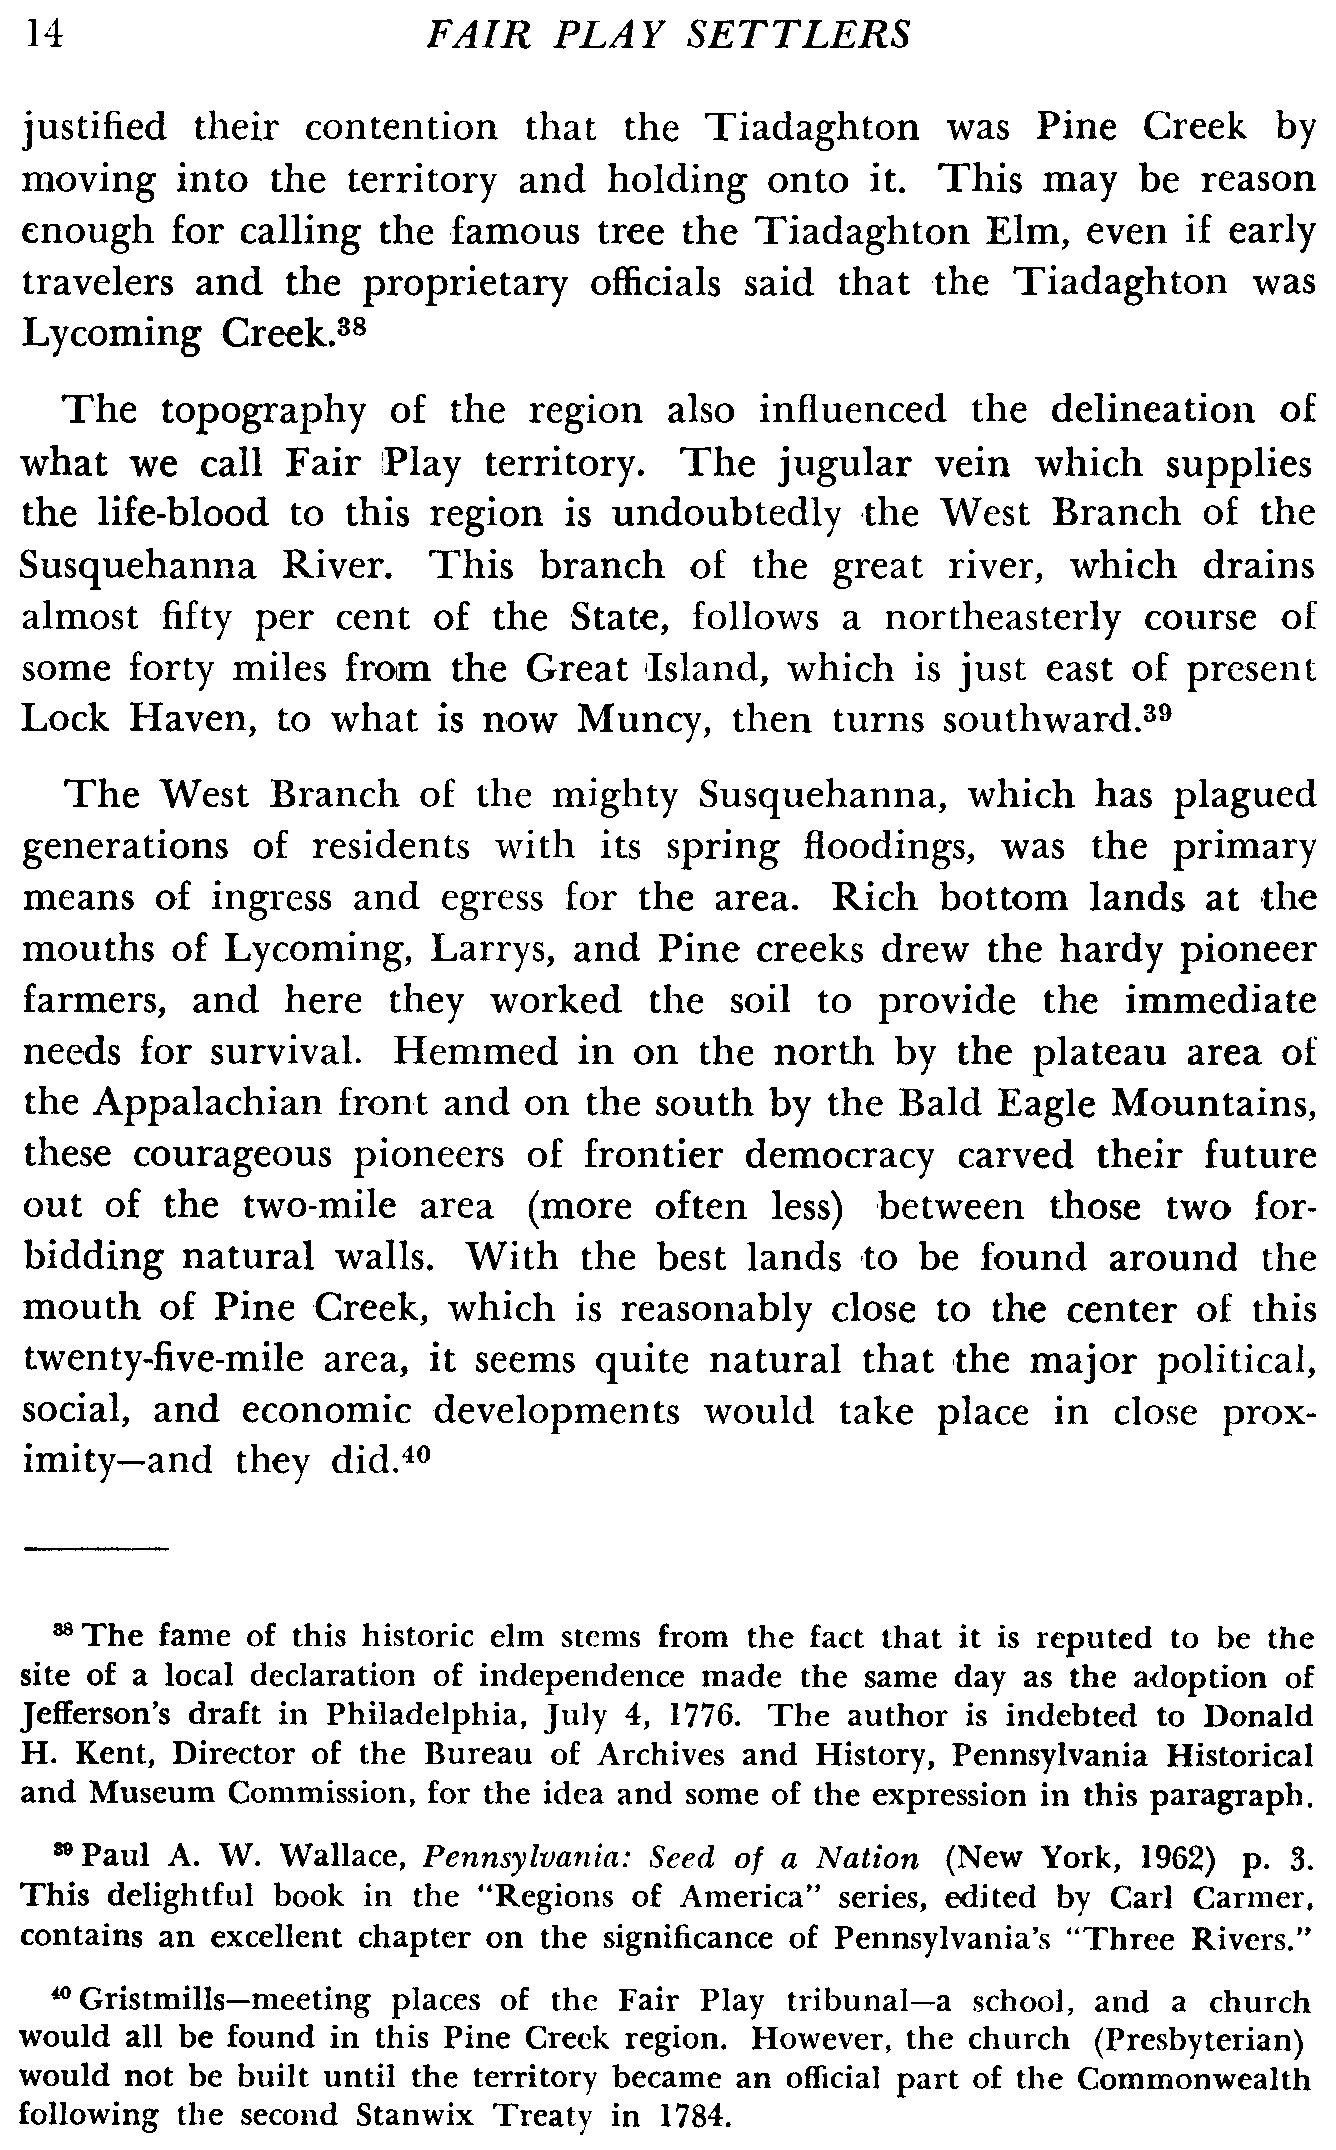 14 FAIR PLAY SETTLERS
justified their contention that the Tiadaghton was Pine Creek by
moving into the territory and holding onto it. This may be reason
enough for calling the famous tree the Tiadaghton Elm, even if early
travelers and the proprietary officials said that the Tiadaghton was
Lycoming Creek.³⁸
The topography of the region also influenced the delineation of
what we call Fair Play territory. The jugular vein which supplies
the life-blood to this region is undoubtedly the West Branch of the
Susquehanna River. This branch of the great river, which drains
almost fifty per cent of the State, follows a northeasterly course of
some forty miles from the Great Island, which is just east of present
Lock Haven, to what is now Muncy, then turns southward.³⁹
The West Branch of the mighty Susquehanna, which has plagued
generations of residents with its spring floodings, was the primary
means of ingress and egress for the area. Rich bottom lands at the
mouths of Lycoming, Larrys, and Pine creeks drew the hardy pioneer
farmers, and here they worked the soil to provide the immediate
needs for survival. Hemmed in on the north by the plateau area of
the Appalachian front and on the south by the Bald Eagle Mountains,
these courageous pioneers of frontier democracy carved their future
out of the two-mile area (more often less) between those two for-
bidding natural walls. With the best lands to be found around the
mouth of Pine Creek, which is reasonably close to the center of this
twenty-five-mile area, it seems quite natural that the major political,
social, and economic developments would take place in close prox-
imity—and they did.⁴⁰
³⁸ The fame of this historic elm stems from the fact that it is reputed to be the
site of a local declaration of independence made the same day as the adoption of
Jefferson's draft in Philadelphia, July 4, 1776. The author is indebted to Donald
H. Kent, Director of the Bureau of Archives and History, Pennsylvania Historical
and Museum Commission, for the idea and some of the expression in this paragraph.
³⁹ Paul A. W. Wallace, Pennsylvania: Seed of a Nation (New York, 1962) p. 3.
This delightful book in the "Regions of America" series, edited by Carl Carmer,
contains an excellent chapter on the significance of Pennsylvania's "Three Rivers."
⁴⁰ Gristmills—meeting places of the Fair Play tribunal—a school, and a church
would all be found in this Pine Creek region. However, the church (Presbyterian)
would not be built until the territory became an official part of the Commonwealth
following the second Stanwix Treaty in 1784.